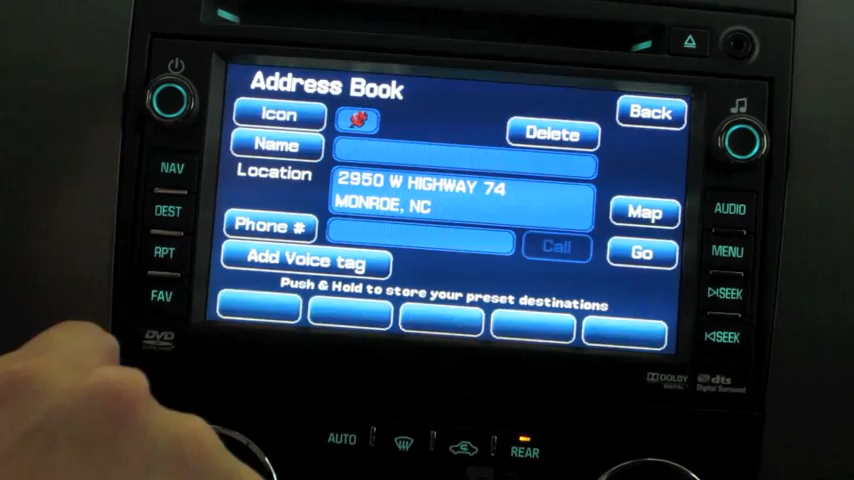 Address Book
Icon
Delete
Back
Name
Location
2950 W HIGHWAY 74
MONROE, NC
Map
Phone #
Call
Go
Add Voice tag
Push & Hold to store your preset destinations
NAV
DEST
RPT
FAV
DVD
AUDIO
MENU
SEEK
SEEK
DOLBY
DIGITAL
dts
Digital Surround
AUTO
REAR